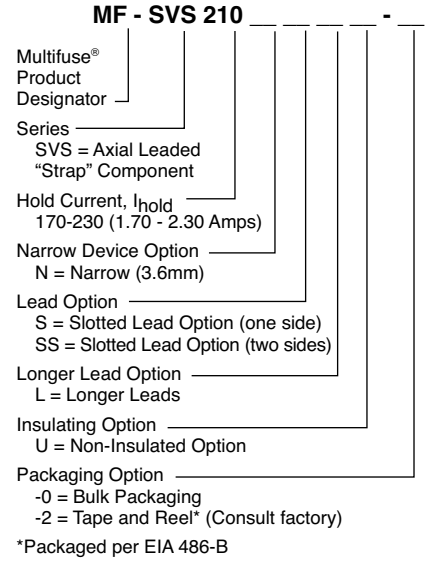 MF - SVS 210 __ __ __ __ - __
Multifuse®
Product
Designator
Series
SVS = Axial Leaded
“Strap” Component
Hold Current, Ihold
170-230 (1.70 - 2.30 Amps)
Narrow Device Option
N = Narrow (3.6mm)
Lead Option
S = Slotted Lead Option (one side)
SS = Slotted Lead Option (two sides)
Longer Lead Option
L = Longer Leads
Insulating Option
U = Non-Insulated Option
Packaging Option
-0 = Bulk Packaging
-2 = Tape and Reel* (Consult factory)
*Packaged per EIA 486-B